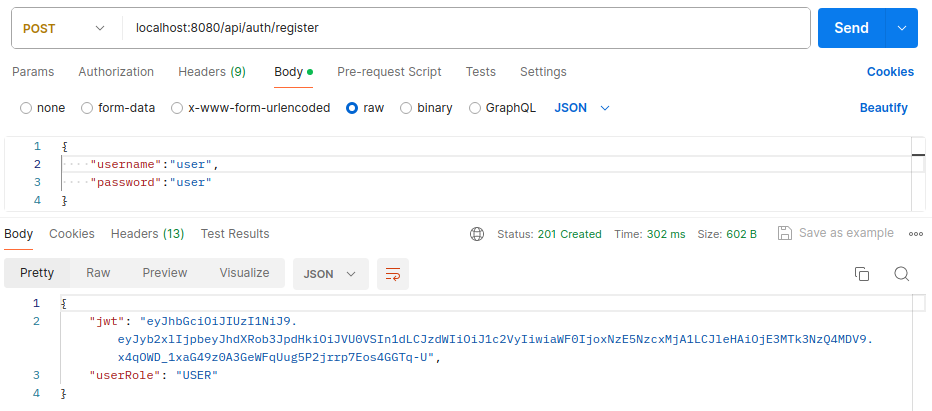 POST localhost:8080/api/auth/register Send
Params Authorization Headers (9) Body Pre-request Script Tests Settings Cookies
none form-data x-www-form-urlencoded raw binary GraphQL JSON Beautify
1 {
2 ····"username":"user",
3 ····"password":"user"
4 }
Body Cookies Headers (13) Test Results Status: 201 Created Time: 302 ms Size: 602 B Save as example
Pretty Raw Preview Visualize JSON
1 {
2 "jwt": "eyJhbGciOiJIUzI1NiJ9.
eyJyb2xlIjpbeyJhdXRob3JpdHkiOiJVU0VSIn1dLCJzdWIiOiJ1c2VyIiwiaWF0IjoxNzE5NzcxMjA1LCJleHAiOjE3MTk3NzQ4MDV9.
x4qOWD_1xaG49z0A3GeWFqUug5P2jrrp7Eos4GGTq-U",
3 "userRole": "USER"
4 }